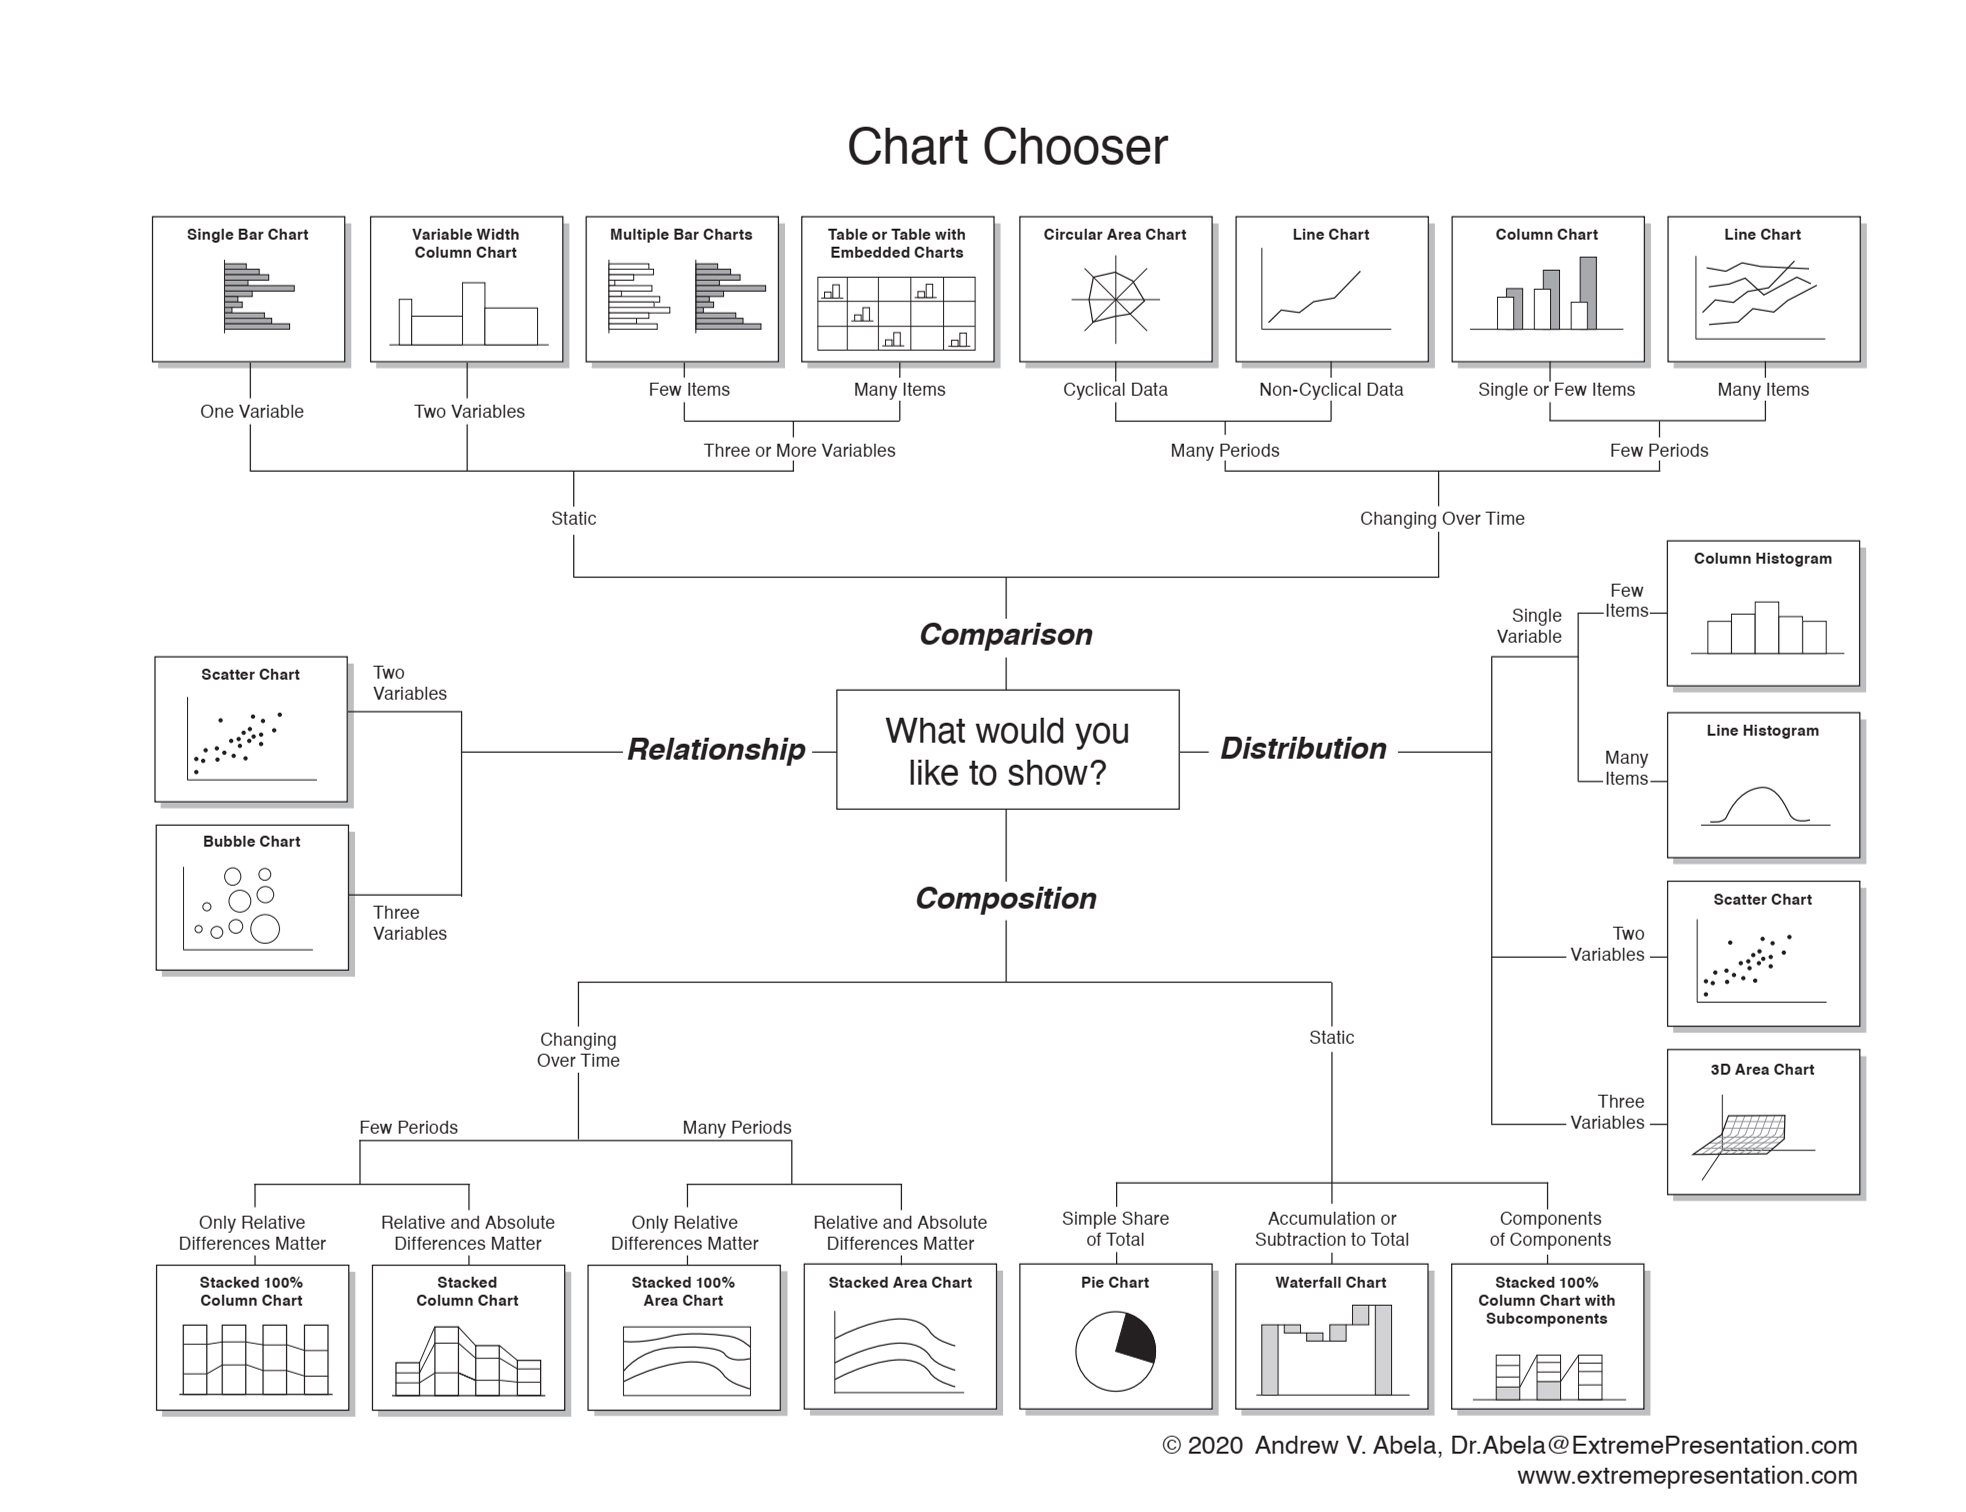 Chart Chooser
Single Bar Chart
Variable Width
Column Chart
Multiple Bar Charts
Table or Table with
Embedded Charts
Circular Area Chart
Line Chart
Column Chart
Line Chart
One Variable
Two Variables
Few Items
Many Items
Cyclical Data
Non-Cyclical Data
Single or Few Items
Many Items
Three or More Variables
Many Periods
Few Periods
Static
Changing Over Time
Comparison
Single
Variable
Few
Items
Column Histogram
Many
Items
Line Histogram
Scatter Chart
Two
Variables
Relationship
What would you
like to show?
Distribution
Bubble Chart
Three
Variables
Composition
Two
Variables
Scatter Chart
Three
Variables
3D Area Chart
Changing
Over Time
Static
Few Periods
Many Periods
Only Relative
Differences Matter
Relative and Absolute
Differences Matter
Only Relative
Differences Matter
Relative and Absolute
Differences Matter
Simple Share
of Total
Accumulation or
Subtraction to Total
Components
of Components
Stacked 100%
Column Chart
Stacked
Column Chart
Stacked 100%
Area Chart
Stacked Area Chart
Pie Chart
Waterfall Chart
Stacked 100%
Column Chart with
Subcomponents
© 2020 Andrew V. Abela, Dr.Abela@ExtremePresentation.com
www.extremepresentation.com